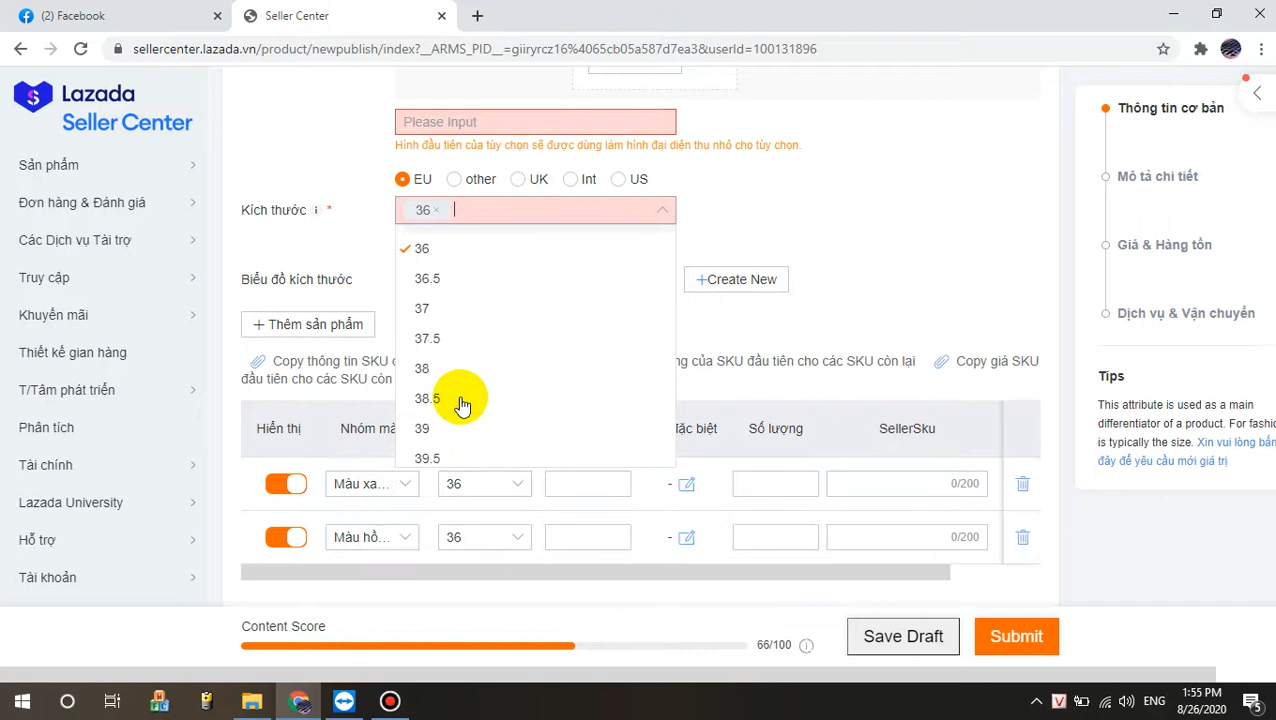 (2) Facebook
Seller Center
sellercenter.lazada.vn/product/newpublish/index?__ARMS_PID__=giiryrcz16%4065cb05a587d7ea3&userId=100131896
Lazada
Seller Center
Sản phẩm
Đơn hàng & Đánh giá
Các Dịch vụ Tài trợ
Truy cập
Khuyến mãi
Thiết kế gian hàng
T/Tâm phát triển
Phân tích
Tài chính
Lazada University
Hỗ trợ
Tài khoản
Please Input
Hình đầu tiên của tùy chọn sẽ được dùng làm hình đại diện thu nhỏ cho tùy chọn.
EU other UK Int US
Kích thước i * 36 ×
36
36.5
37
37.5
38
38.5
39
39.5
Biểu đồ kích thước
+Create New
+ Thêm sản phẩm
Copy thông tin SKU ng của SKU đầu tiên cho các SKU còn lại Copy giá SKU
đầu tiên cho các SKU còn
Hiển thị Nhóm mà đặc biệt Số lượng SellerSku
Màu xa... 36 - 0/200
Màu hồ... 36 - 0/200
Content Score
66/100
Save Draft
Submit
Thông tin cơ bản
Mô tả chi tiết
Giá & Hàng tồn
Dịch vụ & Vận chuyển
Tips
This attribute is used as a main
differentiator of a product. For fashion
is typically the size. Xin vui lòng bấn
đây để yêu cầu mới giá trị
V
ENG
1:55 PM
8/26/2020
5